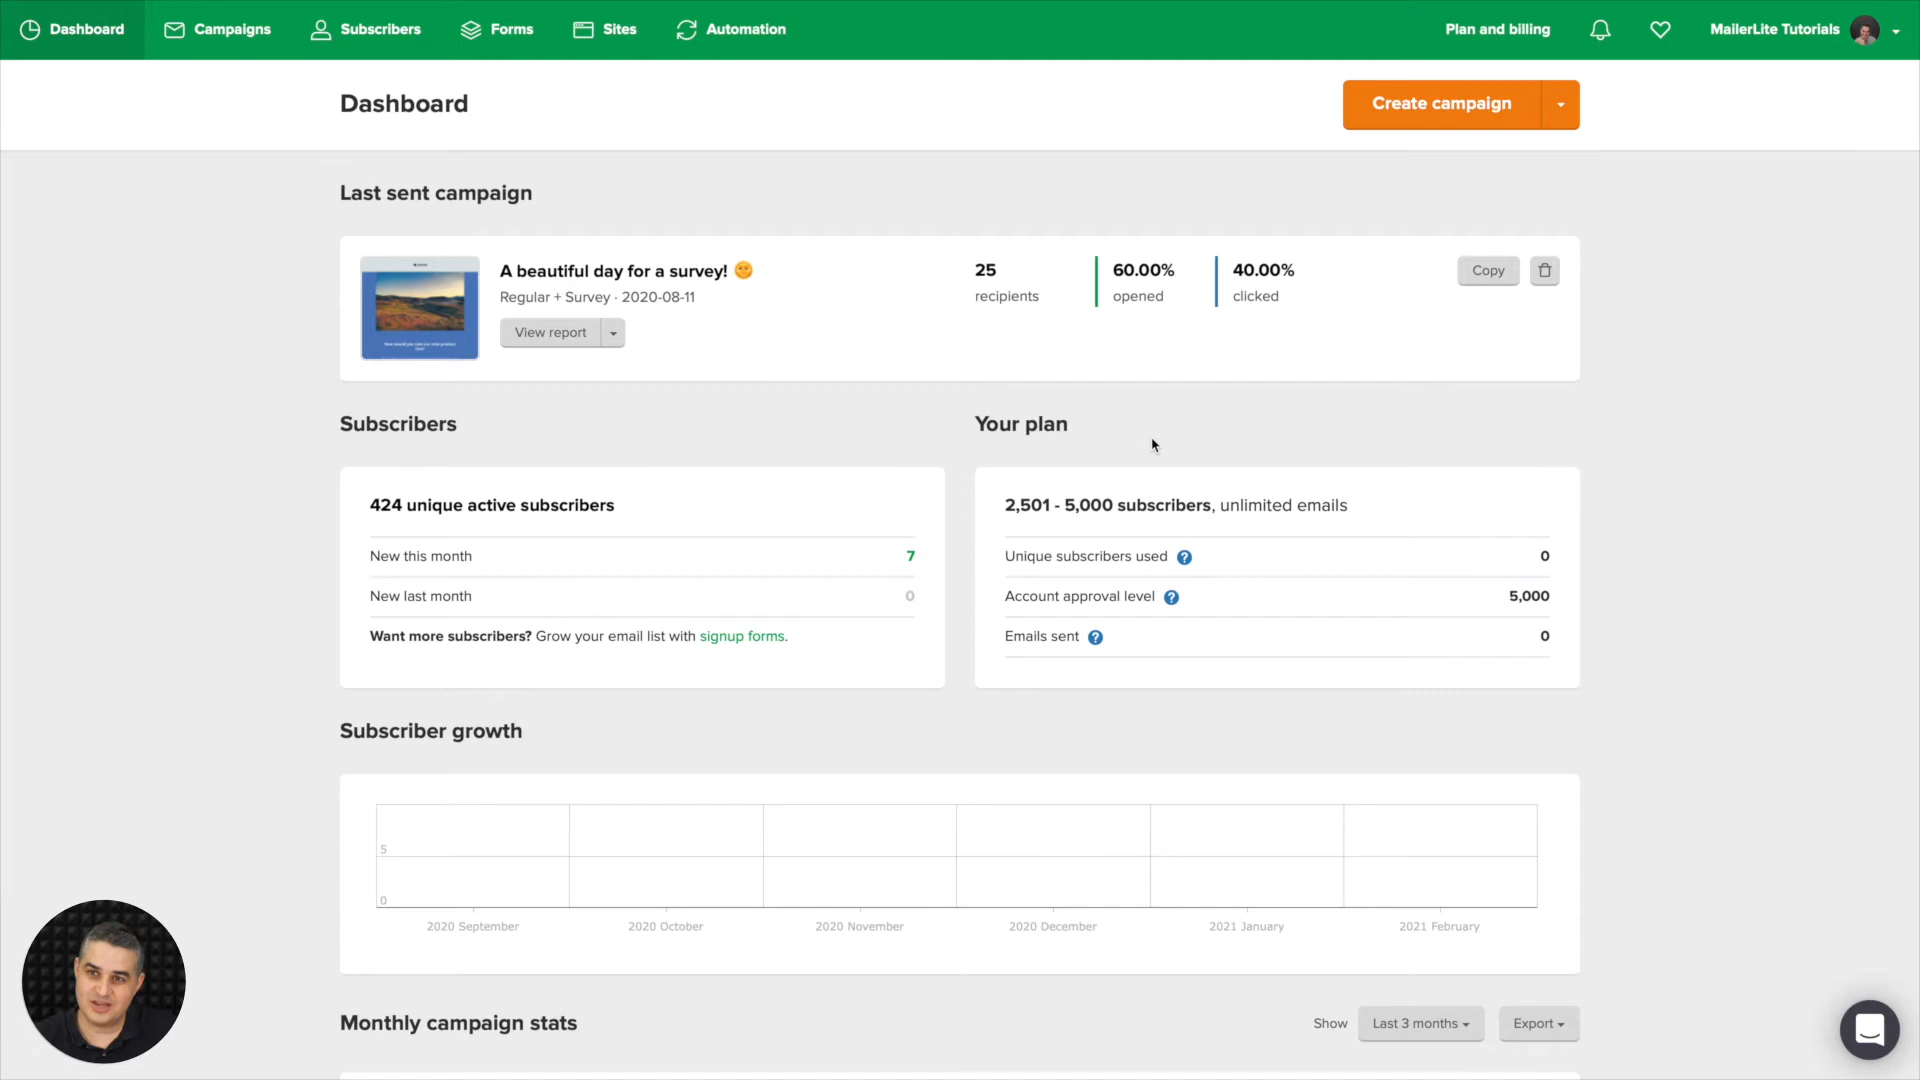 Dashboard
Campaigns
Subscribers
Forms
Sites
Automation
Plan and billing
MailerLite Tutorials
Dashboard
Create campaign
Last sent campaign
A beautiful day for a survey! 🌞
Regular + Survey · 2020-08-11
View report
25
recipients
60.00%
opened
40.00%
clicked
Copy
Subscribers
424 unique active subscribers
New this month 7
New last month 0
Want more subscribers? Grow your email list with signup forms.
Your plan
2,501 - 5,000 subscribers, unlimited emails
Unique subscribers used ? 0
Account approval level ? 5,000
Emails sent ? 0
Subscriber growth
5
0
2020 September
2020 October
2020 November
2020 December
2021 January
2021 February
Monthly campaign stats
Show
Last 3 months
Export